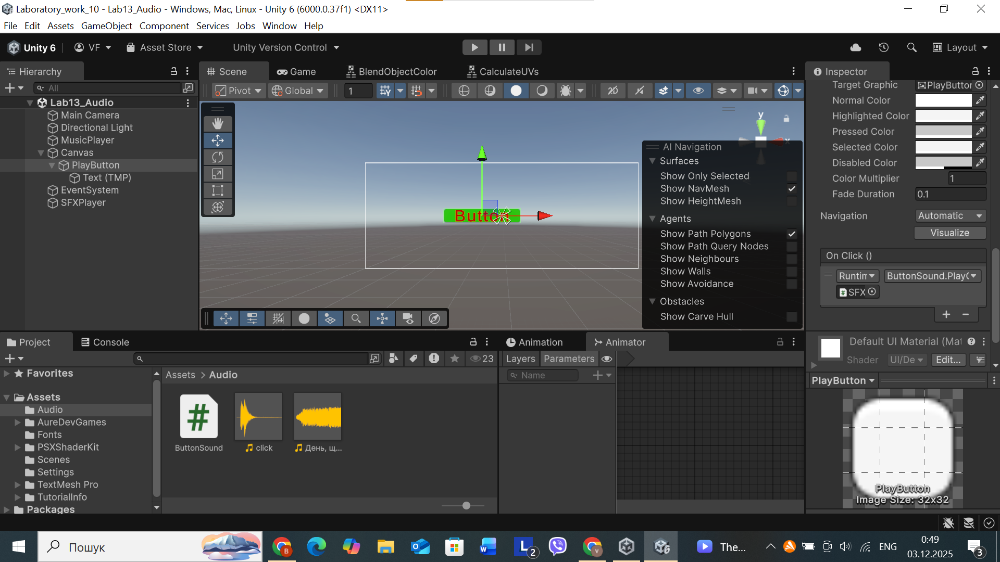 Laboratory_work_10 - Lab13_Audio - Windows, Mac, Linux - Unity 6 (6000.0.37f1) <DX11>
File Edit Assets GameObject Component Services Jobs Window Help
Unity 6 VF Asset Store Unity Version Control Layout
Hierarchy
All
Lab13_Audio
Main Camera
Directional Light
MusicPlayer
Canvas
PlayButton
Text (TMP)
EventSystem
SFXPlayer
Scene Game BlendObjectColor CalculateUVs
Pivot Global 1 2D
y
x
Button
AI Navigation
Surfaces
Show Only Selected
Show NavMesh
Show HeightMesh
Agents
Show Path Polygons
Show Path Query Nodes
Show Neighbours
Show Walls
Show Avoidance
Obstacles
Show Carve Hull
Inspector
Target Graphic PlayButton
Normal Color
Highlighted Color
Pressed Color
Selected Color
Disabled Color
Color Multiplier 1
Fade Duration 0.1
Navigation Automatic
Visualize
On Click ()
Runtim ButtonSound.PlayC
SFX
Default UI Material (Mat
Shader UI/De Edit...
PlayButton
PlayButton
Image Size: 32x32
Project Console
23
Favorites
Assets
Audio
AureDevGames
Fonts
PSXShaderKit
Scenes
Settings
TextMesh Pro
TutorialInfo
Packages
Assets > Audio
ButtonSound click День, щ...
Animation Animator
Layers Parameters
Name
Пошук The... ENG 0:49
03.12.2025
2
3